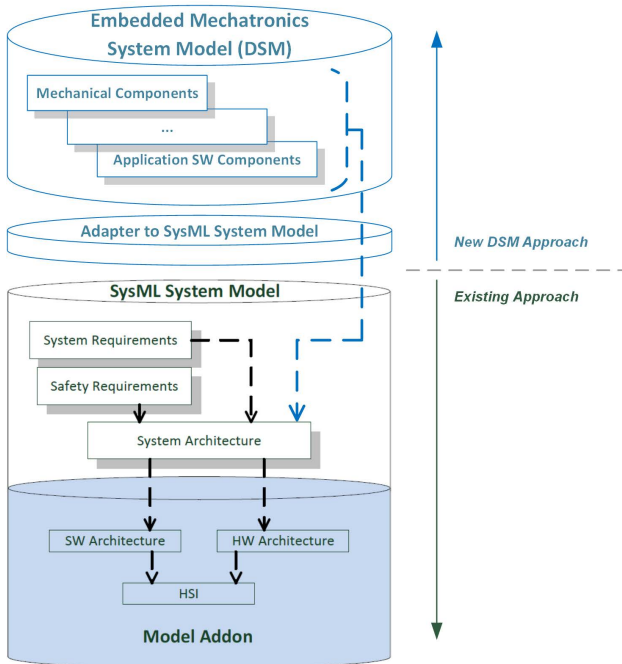 Embedded Mechatronics
System Model (DSM)
Mechanical Components
...
Application SW Components
Adapter to SysML System Model
New DSM Approach
SysML System Model
Existing Approach
System Requirements
Safety Requirements
System Architecture
SW Architecture
HW Architecture
HSI
Model Addon